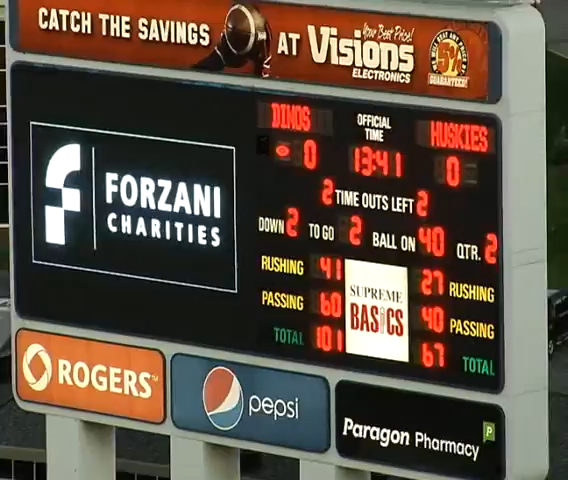 CATCH THE SAVINGS AT Visions
Your Best Price!
ELECTRONICS
GUARANTEED!
DINOS OFFICIAL TIME HUSKIES
0 13:41 0
2 TIME OUTS LEFT 2
DOWN 2 TO GO 2 BALL ON 40 QTR. 2
RUSHING 41 27 RUSHING
PASSING 60 40 PASSING
TOTAL 101 67 TOTAL
SUPREME
BASICS
FORZANI
CHARITIES
ROGERS™
pepsi
Paragon Pharmacy
P